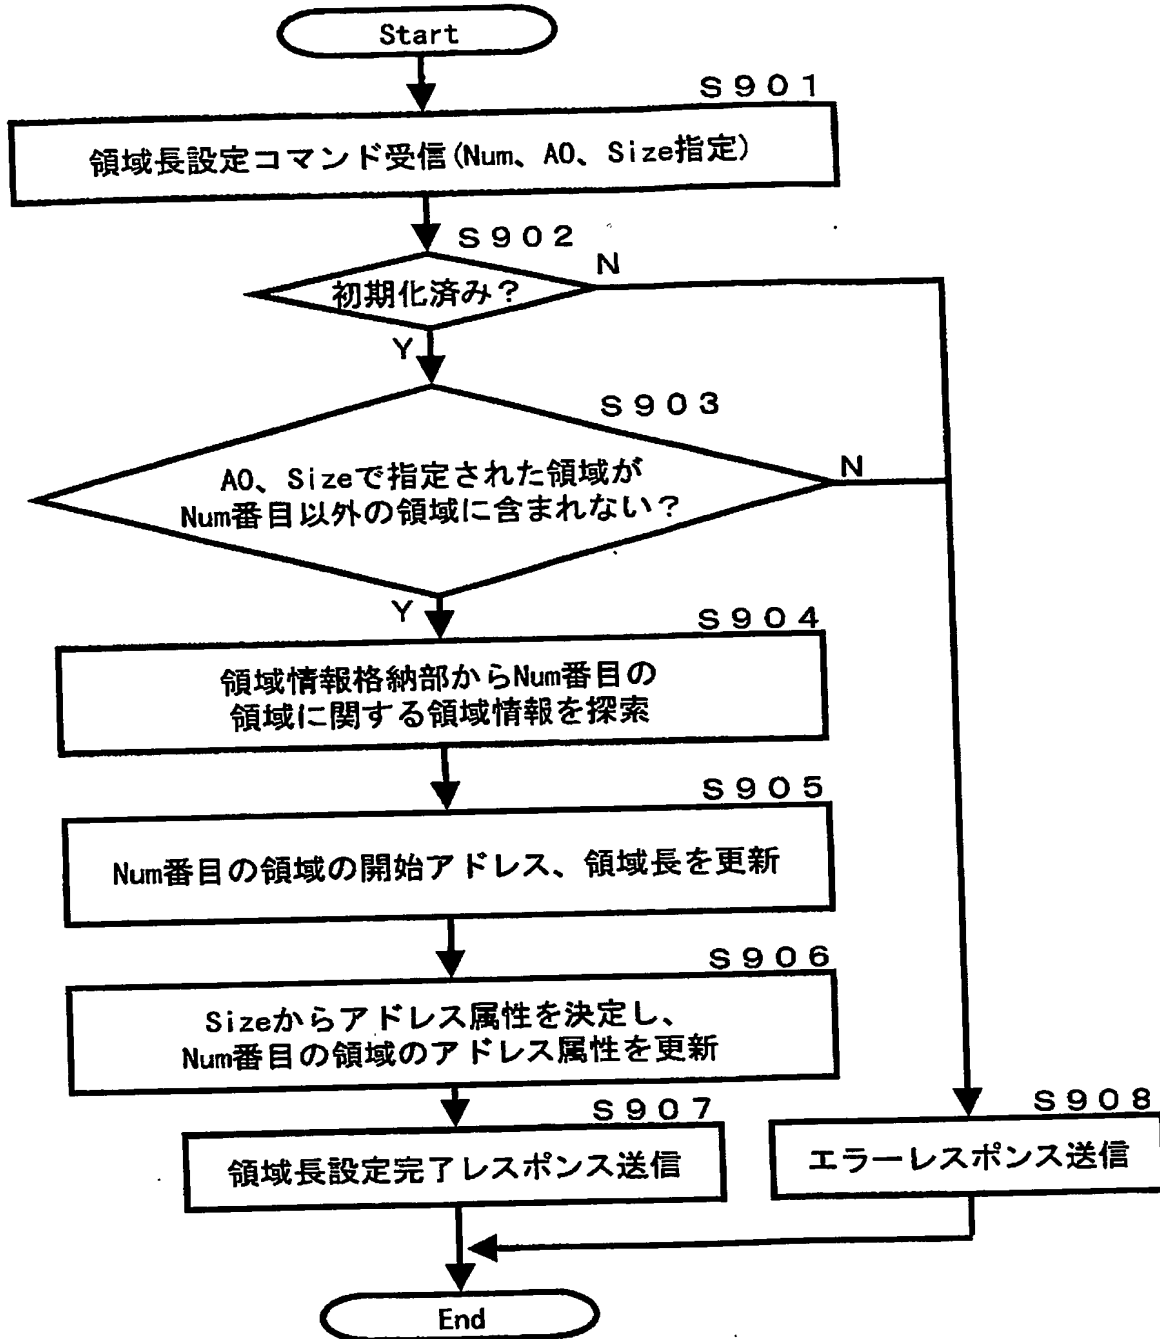 Start
S901
領域長設定コマンド受信(Num、A0、Size指定)
S902
初期化済み?
N
Y
S903
A0、Sizeで指定された領域が
Num番目以外の領域に含まれない?
N
Y
S904
領域情報格納部からNum番目の
領域に関する領域情報を探索
S905
Num番目の領域の開始アドレス、領域長を更新
S906
Sizeからアドレス属性を決定し、
Num番目の領域のアドレス属性を更新
S907
領域長設定完了レスポンス送信
S908
エラーレスポンス送信
End